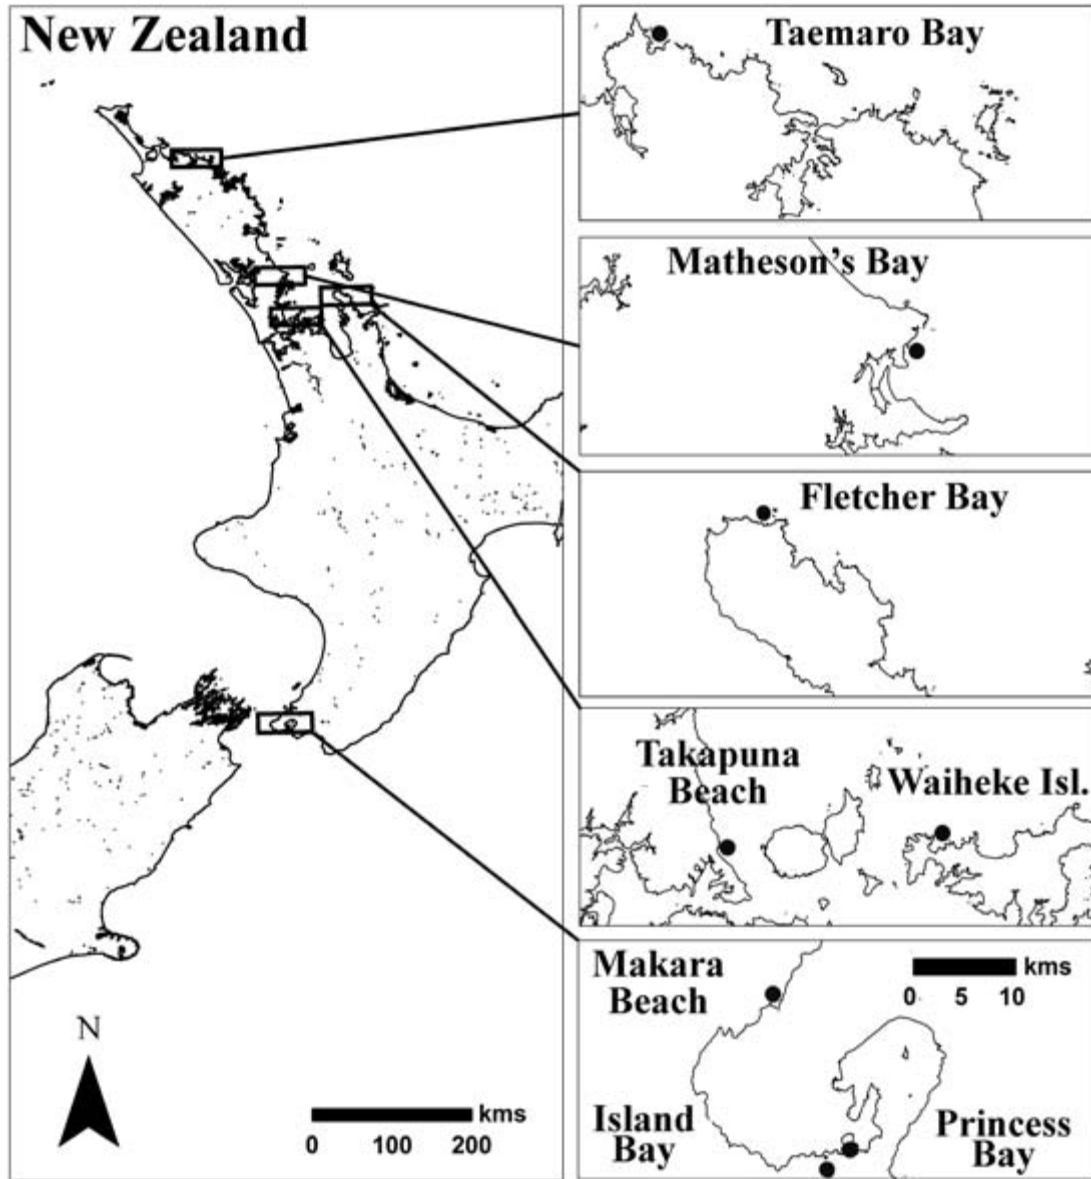 New Zealand
N
kms
0 100 200
Taemaro Bay
Matheson's Bay
Fletcher Bay
Takapuna
Beach
Waiheke Isl.
Makara
Beach
kms
0 5 10
Island
Bay
Princess
Bay